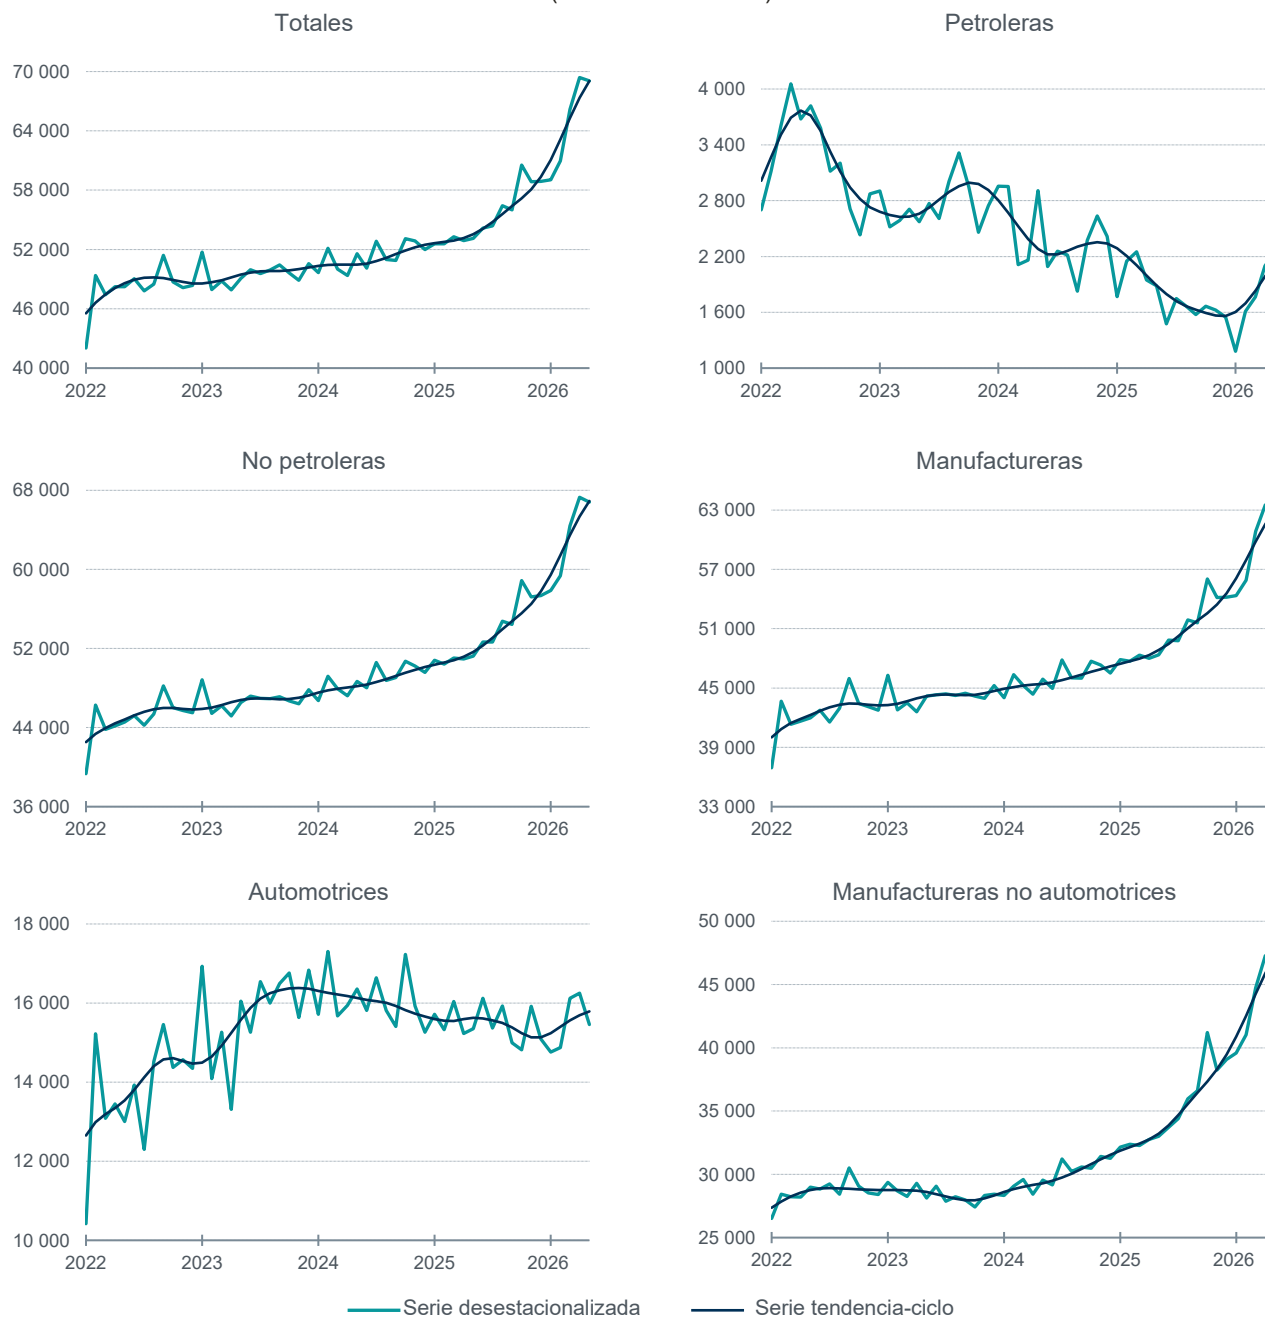 Totales
70 000
64 000
58 000
52 000
46 000
40 000
2022 2023 2024 2025 2026
Petroleras
4 000
3 400
2 800
2 200
1 600
1 000
2022 2023 2024 2025 2026
No petroleras
68 000
60 000
52 000
44 000
36 000
2022 2023 2024 2025 2026
Manufactureras
63 000
57 000
51 000
45 000
39 000
33 000
2022 2023 2024 2025 2026
Automotrices
18 000
16 000
14 000
12 000
10 000
2022 2023 2024 2025 2026
Manufactureras no automotrices
50 000
45 000
40 000
35 000
30 000
25 000
2022 2023 2024 2025 2026
Serie desestacionalizada Serie tendencia-ciclo